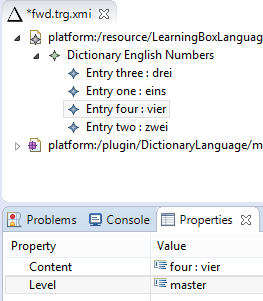 *fwd.trg.xmi
platform:/resource/LearningBoxLanguag
Dictionary English Numbers
Entry three : drei
Entry one : eins
Entry four : vier
Entry two : zwei
platform:/plugin/DictionaryLanguage/m
Problems Console Properties
Property Value
Content four : vier
Level master